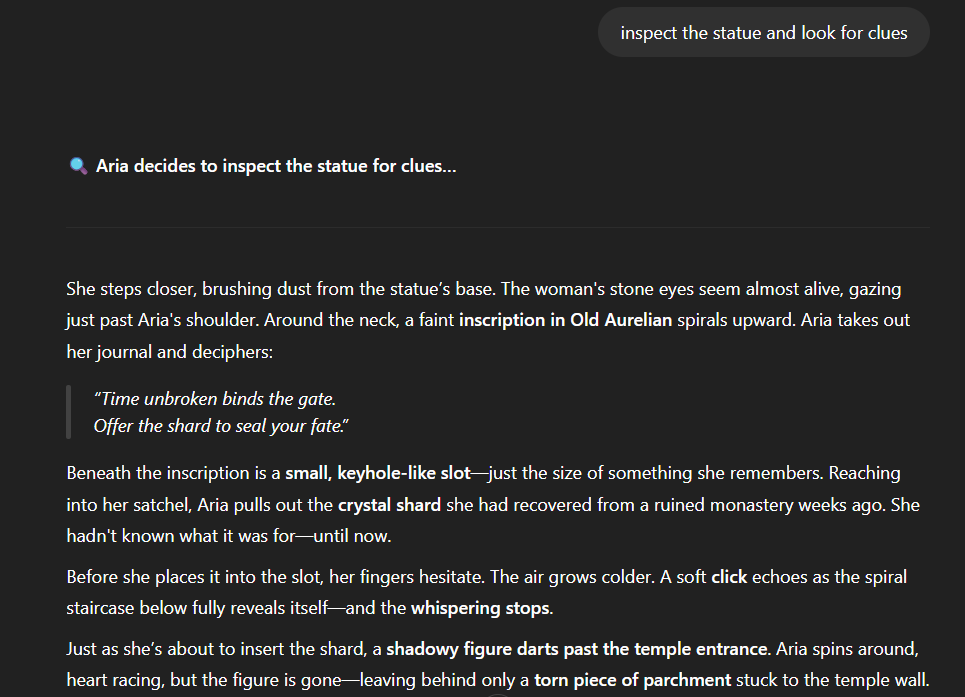 inspect the statue and look for clues
🔍 Aria decides to inspect the statue for clues...
She steps closer, brushing dust from the statue’s base. The woman's stone eyes seem almost alive, gazing
just past Aria's shoulder. Around the neck, a faint inscription in Old Aurelian spirals upward. Aria takes out
her journal and deciphers:
“Time unbroken binds the gate.
Offer the shard to seal your fate.”
Beneath the inscription is a small, keyhole-like slot—just the size of something she remembers. Reaching
into her satchel, Aria pulls out the crystal shard she had recovered from a ruined monastery weeks ago. She
hadn't known what it was for—until now.
Before she places it into the slot, her fingers hesitate. The air grows colder. A soft click echoes as the spiral
staircase below fully reveals itself—and the whispering stops.
Just as she’s about to insert the shard, a shadowy figure darts past the temple entrance. Aria spins around,
heart racing, but the figure is gone—leaving behind only a torn piece of parchment stuck to the temple wall.